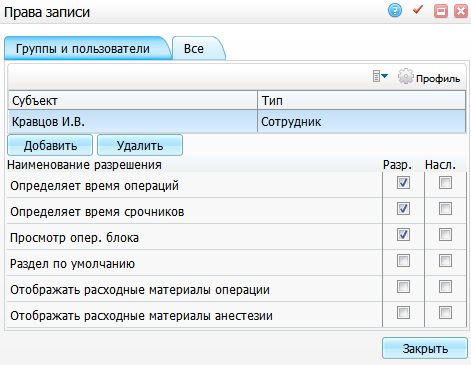 Права записи
Группы и пользователи Все
Профиль
Субъект Тип
Кравцов И.В. Сотрудник
Добавить Удалить
Наименование разрешения Разр. Насл.
Определяет время операций
Определяет время срочников
Просмотр опер. блока
Раздел по умолчанию
Отображать расходные материалы операции
Отображать расходные материалы анестезии
Закрыть